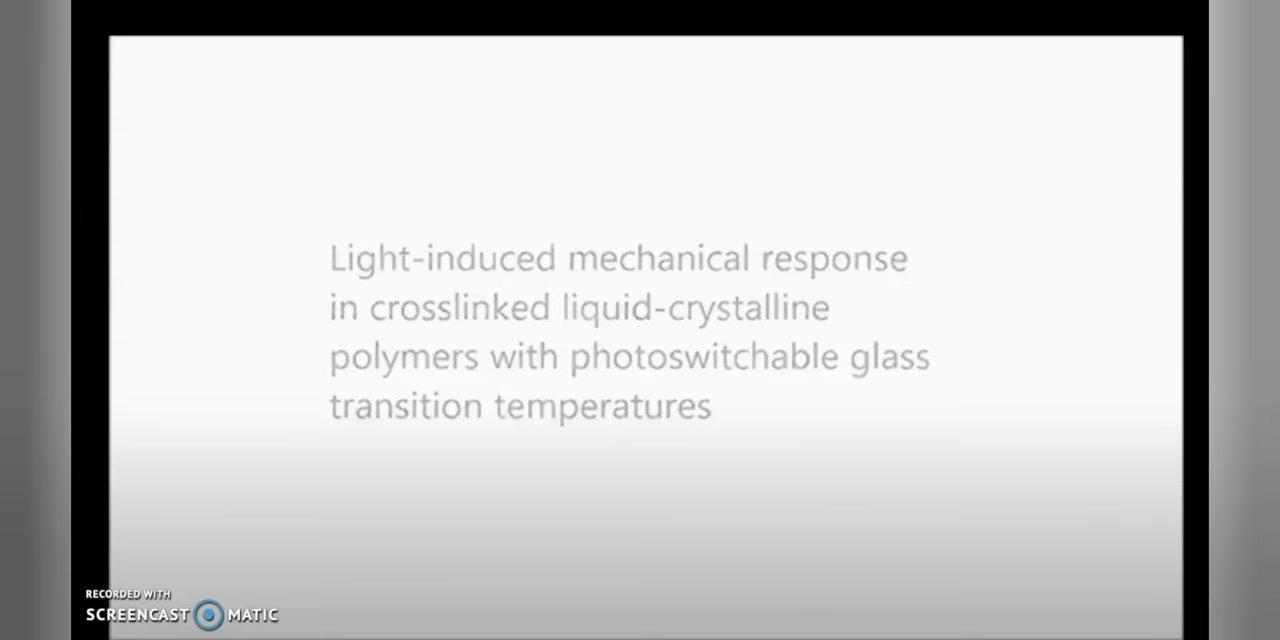 Light-induced mechanical response
in crosslinked liquid-crystalline
polymers with photoswitchable glass
transition temperatures
RECORDED WITH
SCREENCAST MATIC